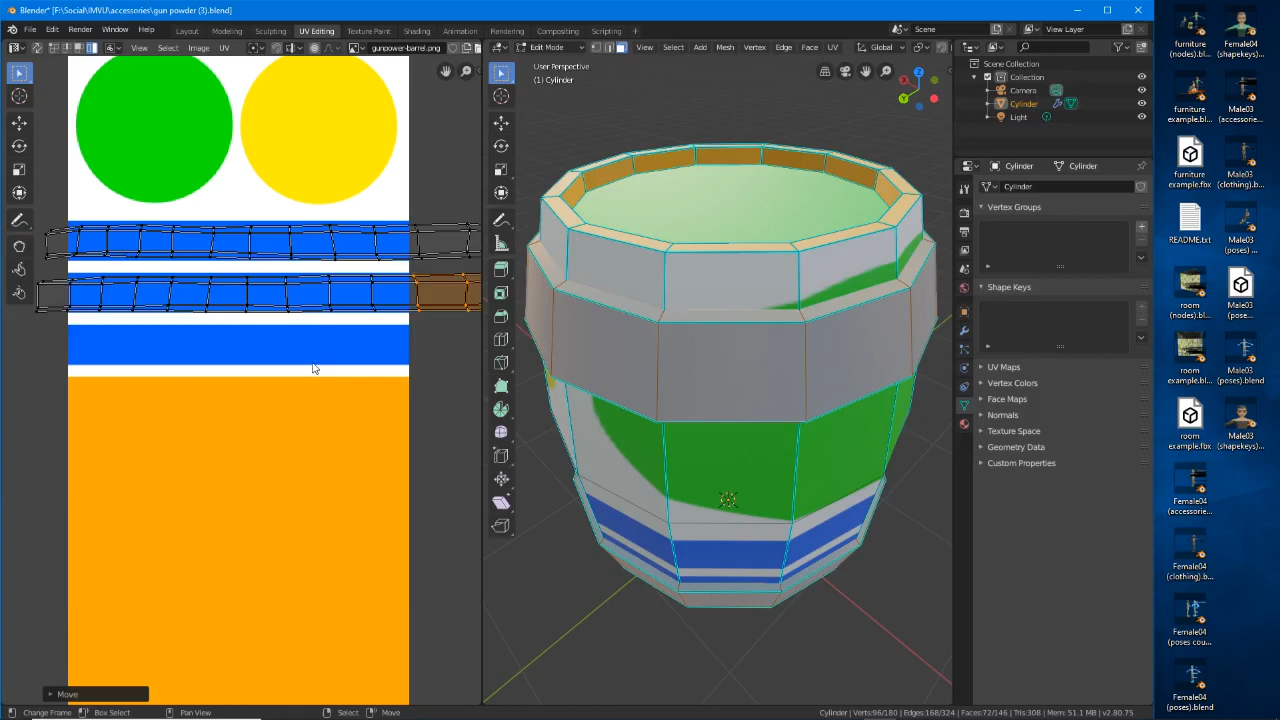 Blender* [F:\Social\IMVU\accessories\gun powder (3).blend]
File Edit Render Window Help Layout Modeling Sculpting UV Editing Texture Paint Shading Animation Rendering Compositing Scripting Scene View Layer
View Select Image UV gunpowder-barrel.png Edit Mode View Select Add Mesh Vertex Edge Face UV Global
User Perspective
(1) Cylinder
Scene Collection
Collection
Camera
Cylinder
Light
Cylinder Cylinder
Cylinder
Vertex Groups
Shape Keys
UV Maps
Vertex Colors
Face Maps
Normals
Texture Space
Geometry Data
Custom Properties
Move
Change Frame Box Select Pan View Select Move Cylinder | Verts:96/180 | Edges:168/324 | Faces:72/146 | Tris:308 | Mem: 51.1 MB | v2.80.75
furniture
(nodes).bl...
Female04
(shapekeys)...
furniture
example.bl...
Male03
(accessorie...
furniture
example.fbx
Male03
(clothing).b...
README.txt
Male03
(poses) ...
room
(nodes).bl...
Male03
(pose...
room
example.bl...
Male03
(poses).blend
room
example.fbx
Male03
(shapekeys)...
Female04
(accessorie...
Female04
(clothing).b...
Female04
(poses cou...
Female04
(poses).blend